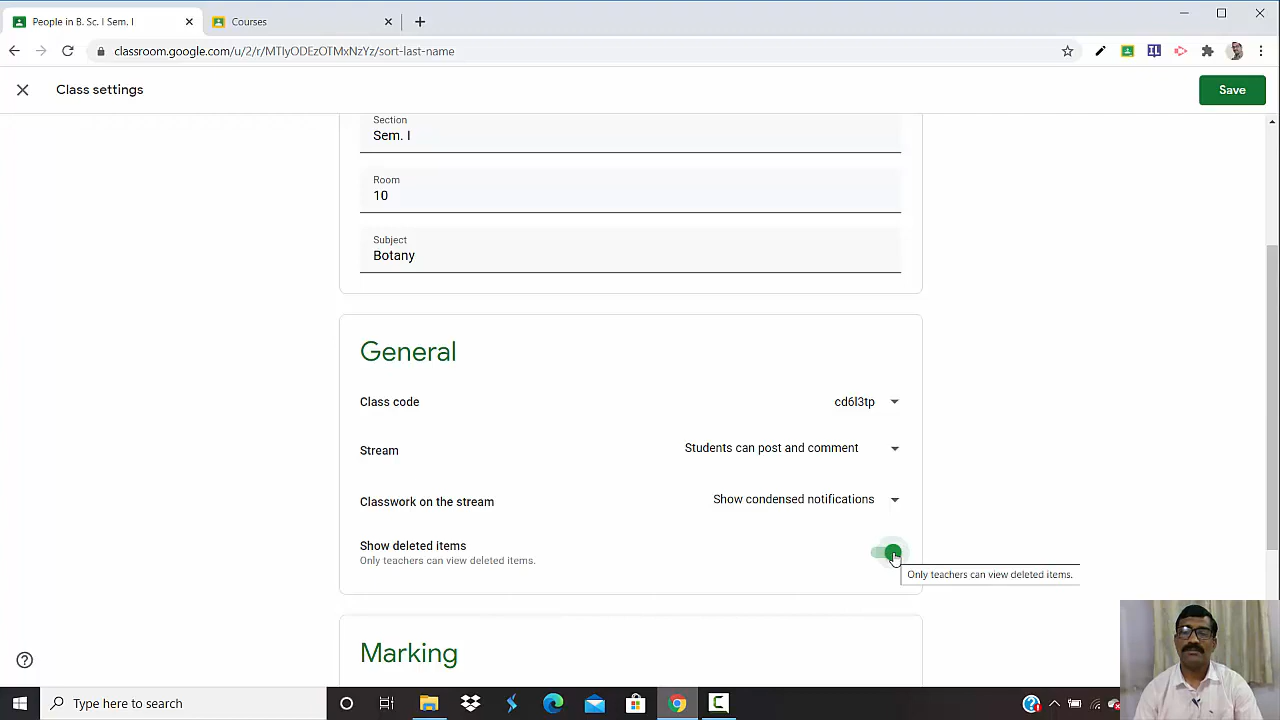 People in B. Sc. I Sem. I
Courses
classroom.google.com/u/2/r/MTIyODEzOTMxNzYz/sort-last-name
Class settings
Save
Section
Sem. I
Room
10
Subject
Botany
General
Class code
cd6l3tp
Stream
Students can post and comment
Classwork on the stream
Show condensed notifications
Show deleted items
Only teachers can view deleted items.
Only teachers can view deleted items.
Marking
Type here to search